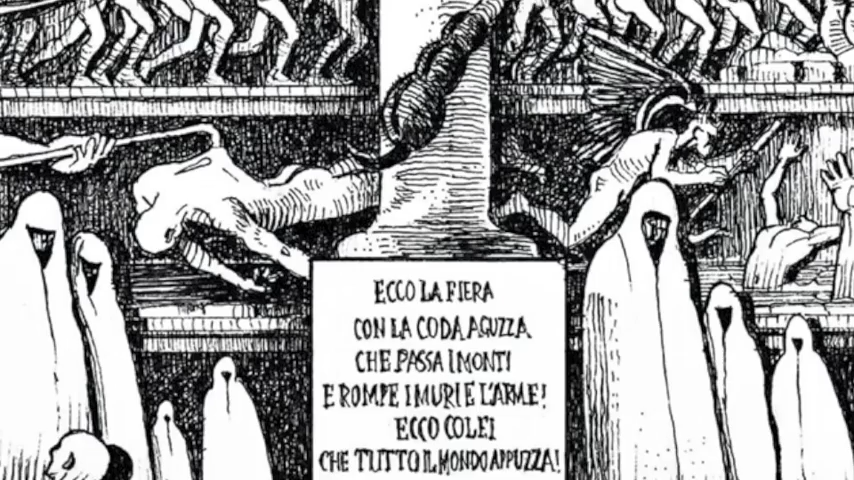 ECCO LA FIERA
CON LA CODA AGUZZA
CHE PASSA I MONTI
E ROMPE I MURI E L'ARME!
ECCO COLEI
CHE TUTTO IL MONDO APPUZZA!